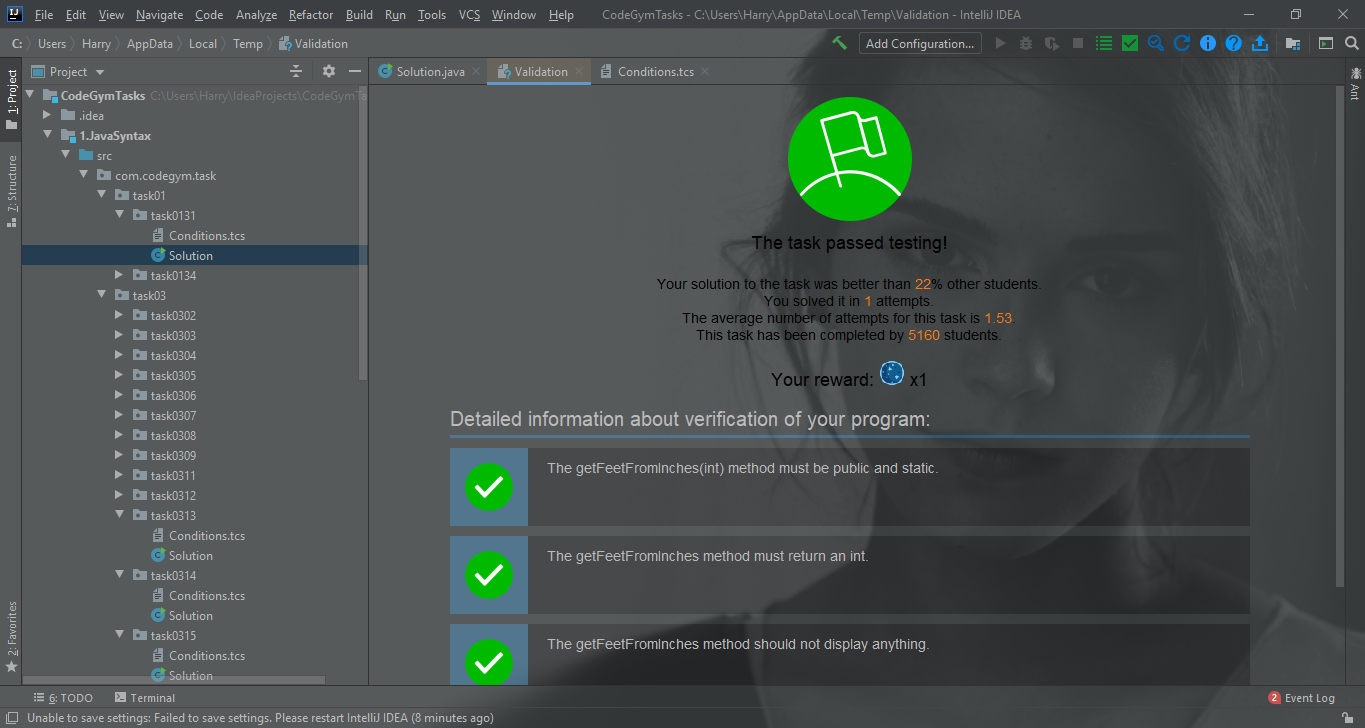 File Edit View Navigate Code Analyze Refactor Build Run Tools VCS Window Help CodeGymTasks - C:\Users\Harry\AppData\Local\Temp\Validation - IntelliJ IDEA
C: Users Harry AppData Local Temp Validation Add Configuration...
Project Solution.java Validation Conditions.tcs
1: Project
7: Structure
2: Favorites
Ant
CodeGymTasks C:\Users\Harry\IdeaProjects\CodeGymTa
.idea
1.JavaSyntax
src
com.codegym.task
task01
task0131
Conditions.tcs
Solution
task0134
task03
task0302
task0303
task0304
task0305
task0306
task0307
task0308
task0309
task0311
task0312
task0313
Conditions.tcs
Solution
task0314
Conditions.tcs
Solution
task0315
Conditions.tcs
Solution
The task passed testing!
Your solution to the task was better than 22% other students.
You solved it in 1 attempts.
The average number of attempts for this task is 1.53.
This task has been completed by 5160 students.
Your reward: x1
Detailed information about verification of your program:
The getFeetFromInches(int) method must be public and static.
The getFeetFromInches method must return an int.
The getFeetFromInches method should not display anything.
6: TODO Terminal 2 Event Log
Unable to save settings: Failed to save settings. Please restart IntelliJ IDEA (8 minutes ago)